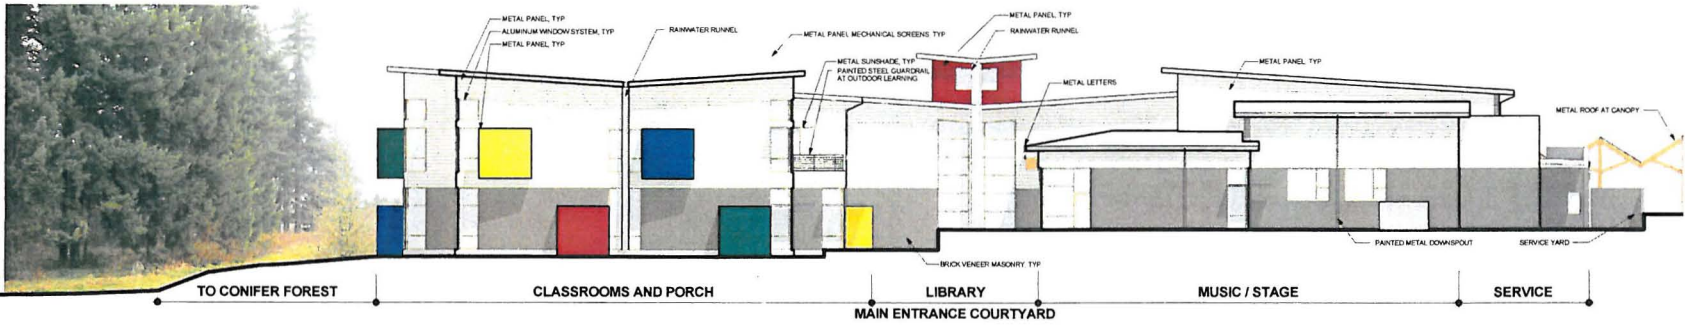 METAL PANEL, TYP
ALUMINUM WINDOW SYSTEM, TYP
METAL PANEL, TYP
RAINWATER RUNNEL
METAL PANEL MECHANICAL SCREENS TYP
METAL SUNSHADE, TYP
PAINTED STEEL GUARDRAIL
AT OUTDOOR LEARNING
METAL PANEL, TYP
RAINWATER RUNNEL
METAL LETTERS
METAL PANEL, TYP
METAL ROOF AT CANOPY
BRICK VENEER MASONRY, TYP
PAINTED METAL DOWNSPOUT
SERVICE YARD
TO CONIFER FOREST
CLASSROOMS AND PORCH
LIBRARY
MUSIC / STAGE
SERVICE
MAIN ENTRANCE COURTYARD